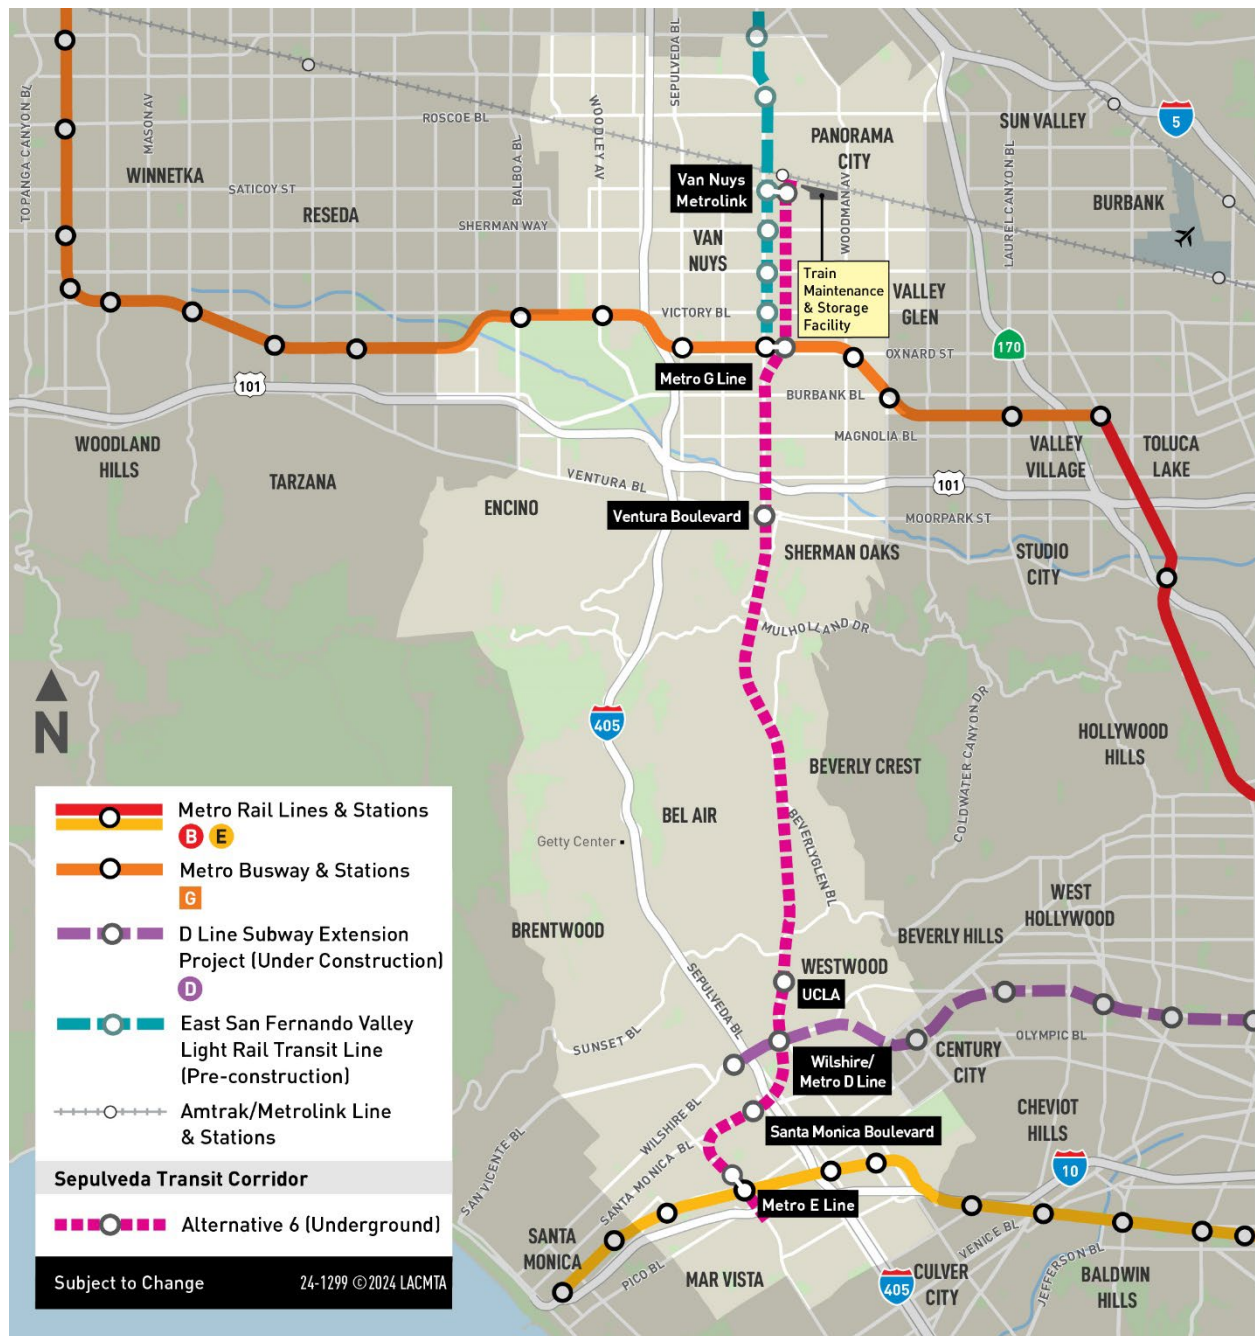 TOPANGA CANYON BL
MASON AV
WINNETKA
SATICOY ST
RESEDA
ROSCOE BL
BALBOA BL
SHERMAN WAY
WOODLEY AV
SEPULVEDA BL
PANORAMA
CITY
Van Nuys
Metrolink
WOODMAN AV
VAN
NUYS
SUN VALLEY
5
LAUREL CANYON BL
BURBANK
Train
Maintenance
& Storage
Facility
VALLEY
GLEN
VICTORY BL
170
OXNARD ST
Metro G Line
BURBANK BL
MAGNOLIA BL
101
WOODLAND
HILLS
TARZANA
ENCINO
VENTURA BL
VALLEY
VILLAGE
TOLUCA
LAKE
101
Ventura Boulevard
MOORPARK ST
SHERMAN OAKS
STUDIO
CITY
MULHOLLAND DR
N
405
COLDWATER CANYON DR
HOLLYWOOD
HILLS
BEVERLY CREST
BEL AIR
BEVERLYGLEN BL
Getty Center
BRENTWOOD
WEST
HOLLYWOOD
BEVERLY HILLS
WESTWOOD
UCLA
SEPULVEDA BL
SUNSET BL
OLYMPIC BL
CENTURY
CITY
Wilshire/
Metro D Line
WILSHIRE BL
Santa Monica Boulevard
CHEVIOT
HILLS
SAN VICENTE BL
SANTA MONICA BL
10
Metro E Line
SANTA
MONICA
PICO BL
MAR VISTA
VENICE BL
JEFFERSON BL
CULVER
CITY
405
BALDWIN
HILLS
Metro Rail Lines & Stations
B E
Metro Busway & Stations
G
D Line Subway Extension
Project (Under Construction)
D
East San Fernando Valley
Light Rail Transit Line
(Pre-construction)
Amtrak/Metrolink Line
& Stations
Sepulveda Transit Corridor
Alternative 6 (Underground)
Subject to Change 24-1299 ©2024 LACMTA